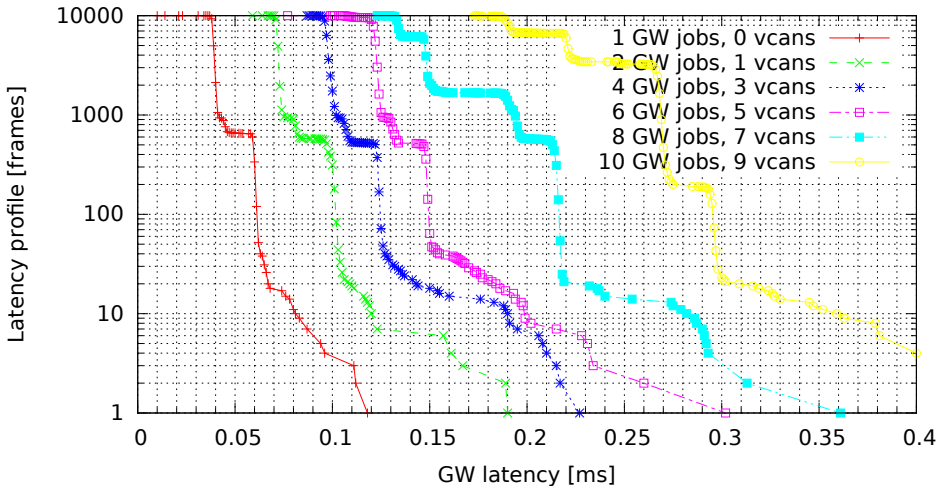 10000
1000
100
10
1
Latency profile [frames]
1 GW jobs, 0 vcans
2 GW jobs, 1 vcans
4 GW jobs, 3 vcans
6 GW jobs, 5 vcans
8 GW jobs, 7 vcans
10 GW jobs, 9 vcans
0 0.05 0.1 0.15 0.2 0.25 0.3 0.35 0.4
GW latency [ms]